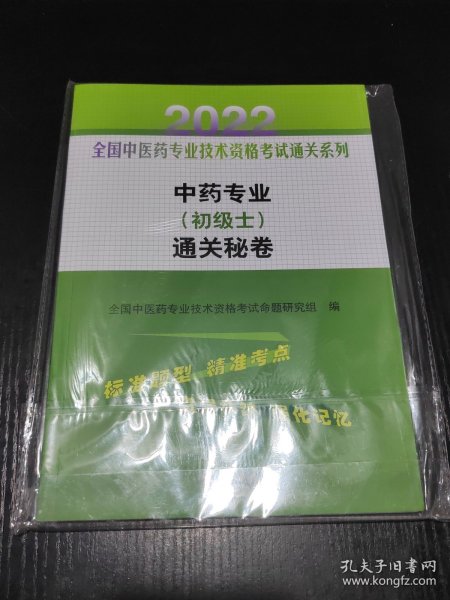 2022
全国中医药专业技术资格考试通关系列
中药专业
（初级士）
通关秘卷
全国中医药专业技术资格考试命题研究组 编
标准题型 精准考点
强化记忆
孔夫子旧书网
www.kongfz.com